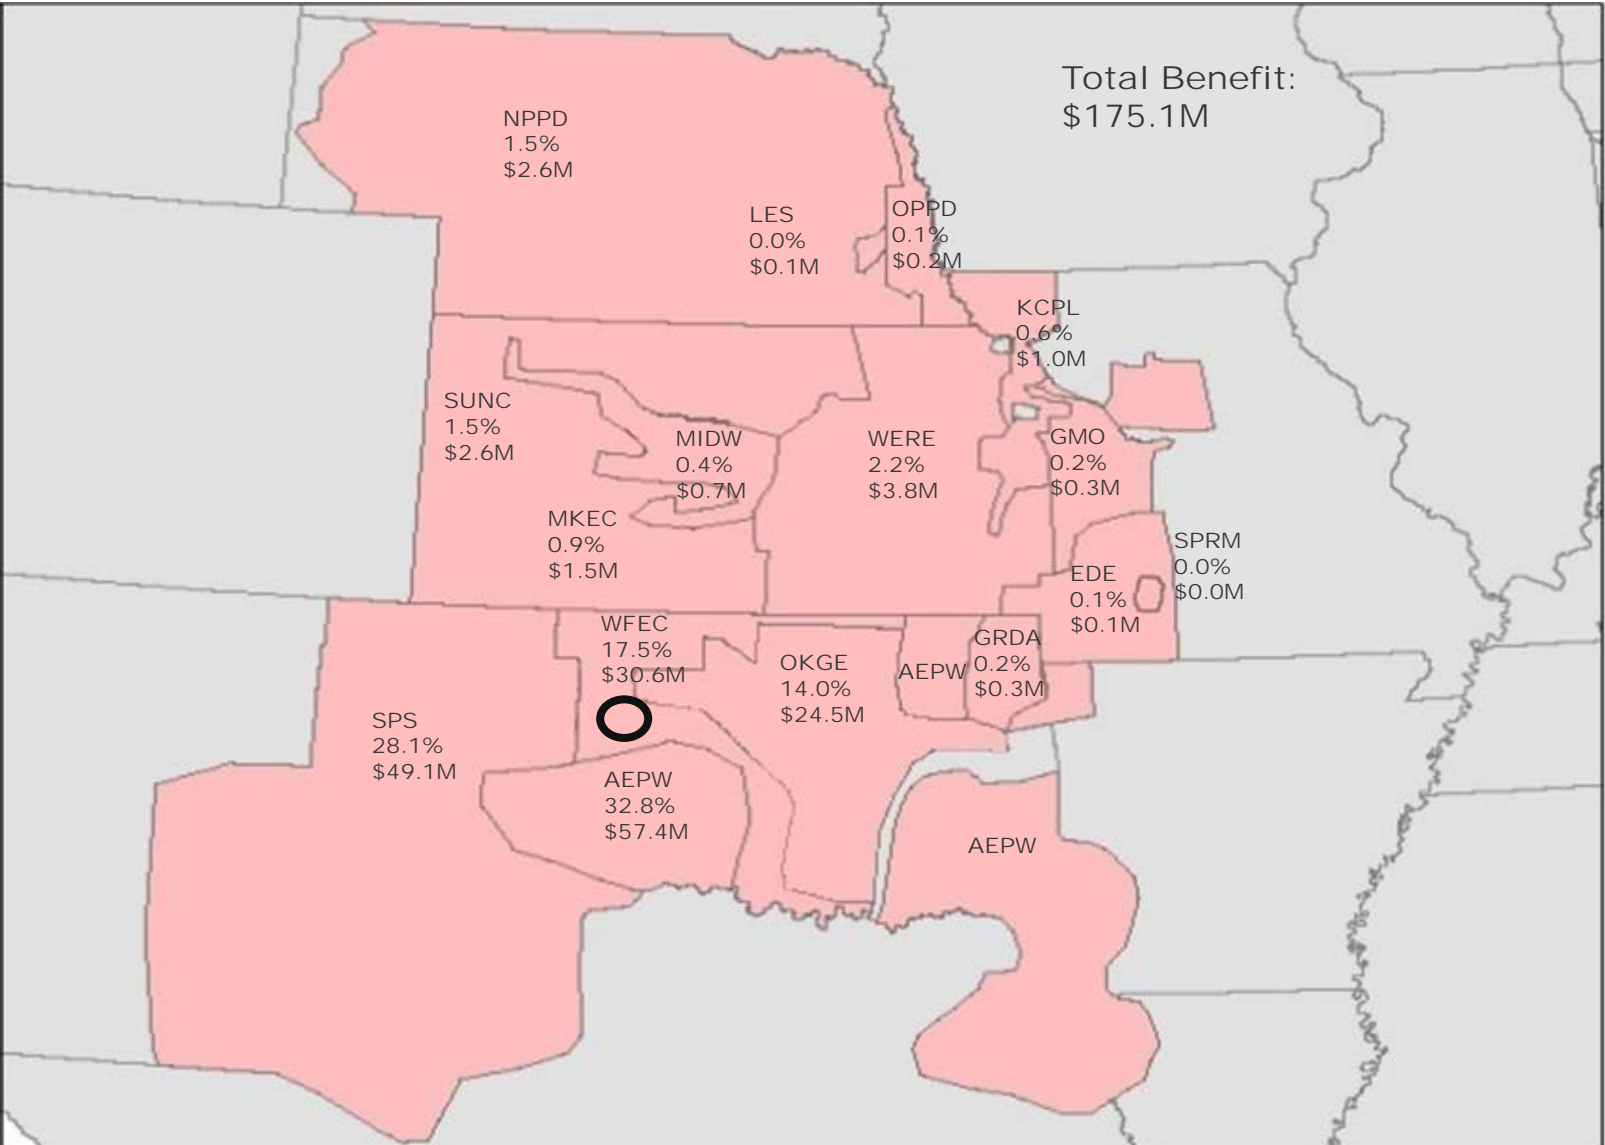 Total Benefit:
$175.1M
NPPD
1.5%
$2.6M
LES
0.0%
$0.1M
OPPD
0.1%
$0.2M
KCPL
0.6%
$1.0M
SUNC
1.5%
$2.6M
MIDW
0.4%
$0.7M
WERE
2.2%
$3.8M
GMO
0.2%
$0.3M
MKEC
0.9%
$1.5M
SPRM
0.0%
$0.0M
EDE
0.1%
$0.1M
WFEC
17.5%
$30.6M
OKGE
14.0%
$24.5M
AEPW
GRDA
0.2%
$0.3M
SPS
28.1%
$49.1M
AEPW
32.8%
$57.4M
AEPW